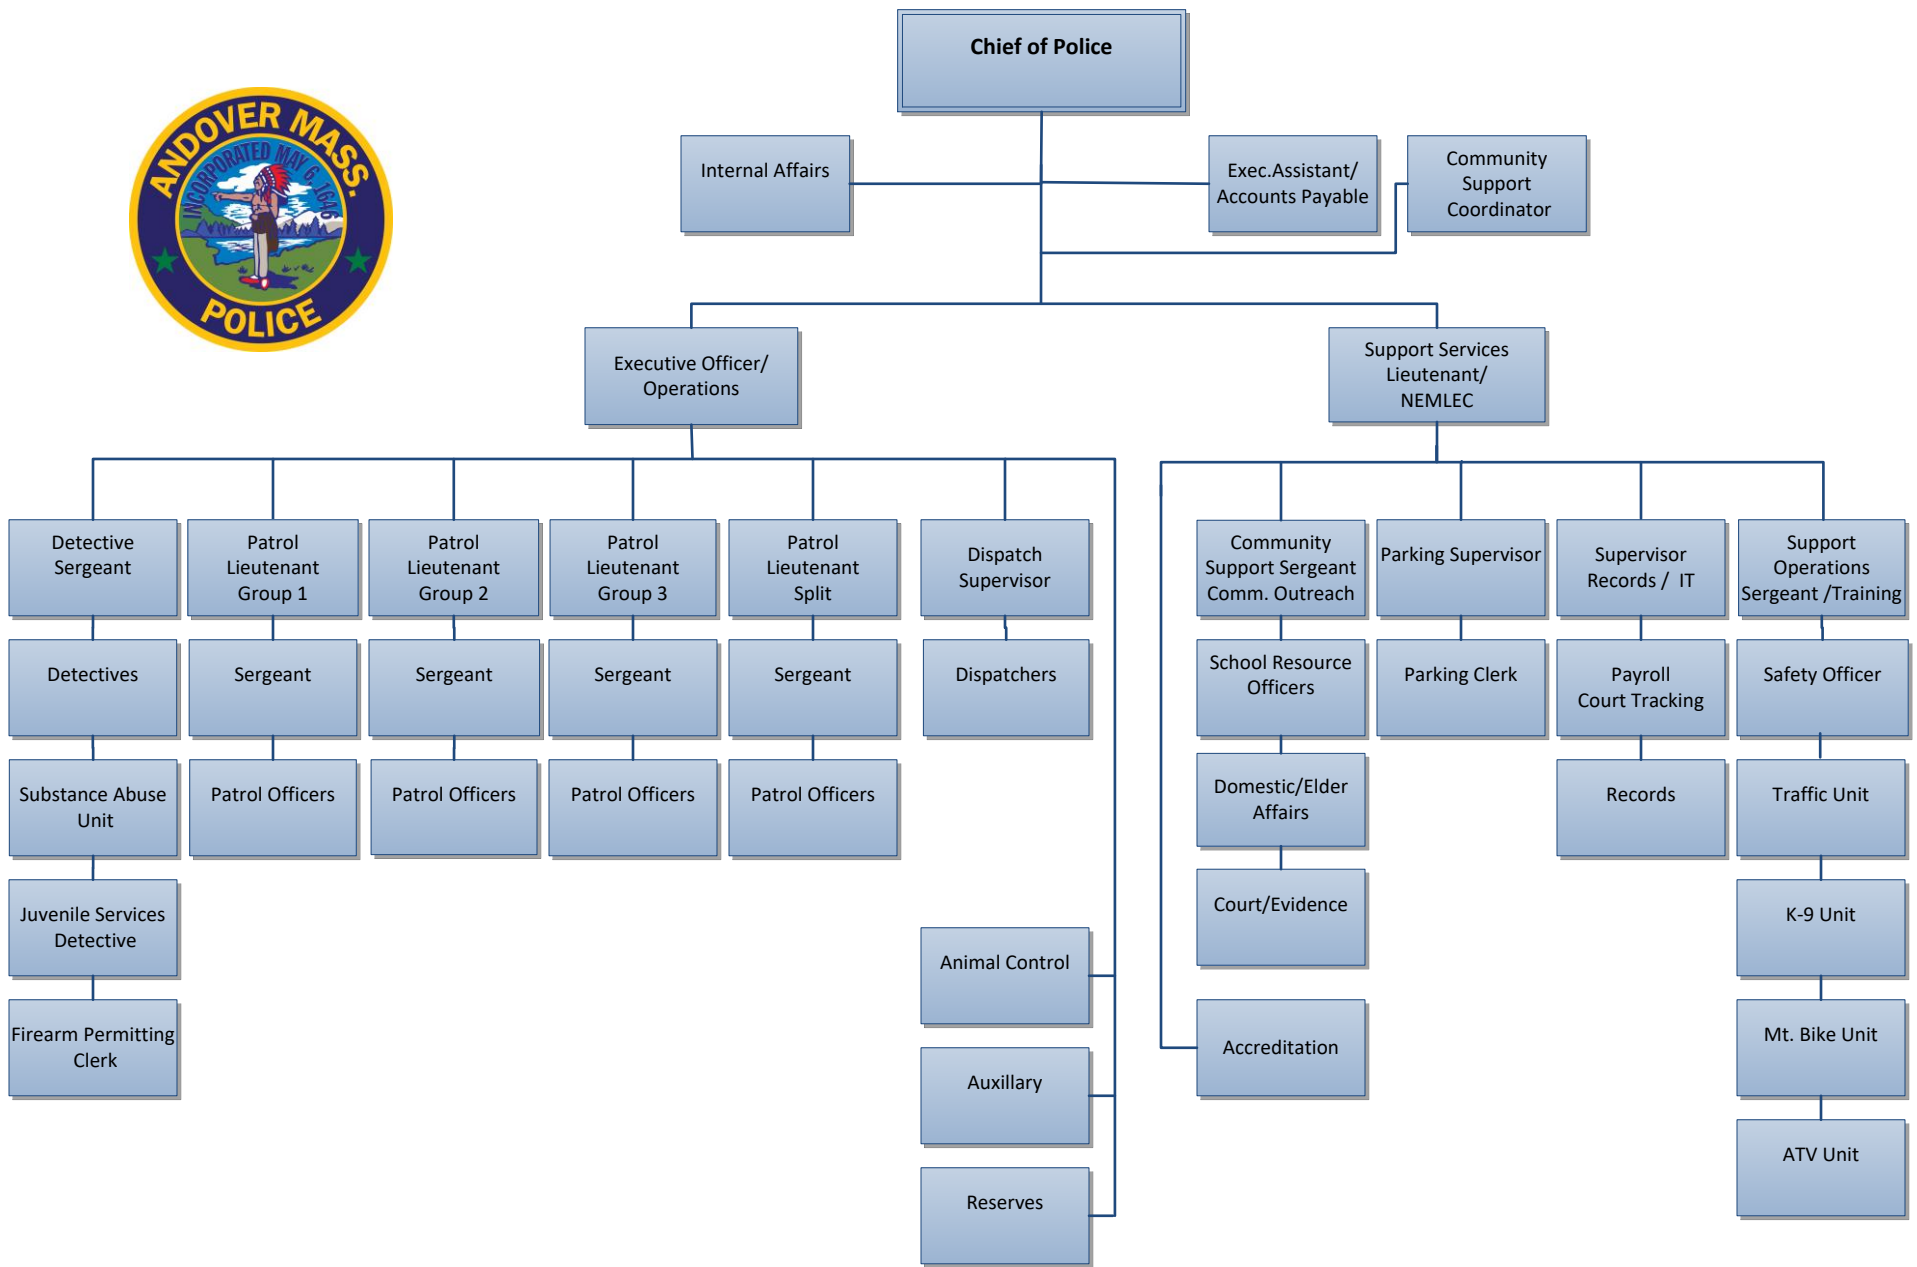 Chief of Police
ANDOVER MASS.
INCORPORATED MAY 6, 1646
POLICE
Internal Affairs
Exec.Assistant/
Accounts Payable
Community
Support
Coordinator
Executive Officer/
Operations
Support Services
Lieutenant/
NEMLEC
Detective
Sergeant
Patrol
Lieutenant
Group 1
Patrol
Lieutenant
Group 2
Patrol
Lieutenant
Group 3
Patrol
Lieutenant
Split
Dispatch
Supervisor
Community
Support Sergeant
Comm. Outreach
Parking Supervisor
Supervisor
Records / IT
Support
Operations
Sergeant /Training
Detectives
Sergeant
Sergeant
Sergeant
Sergeant
Dispatchers
School Resource
Officers
Parking Clerk
Payroll
Court Tracking
Safety Officer
Substance Abuse
Unit
Patrol Officers
Patrol Officers
Patrol Officers
Patrol Officers
Domestic/Elder
Affairs
Records
Traffic Unit
Juvenile Services
Detective
Animal Control
Court/Evidence
K-9 Unit
Firearm Permitting
Clerk
Auxillary
Accreditation
Mt. Bike Unit
Reserves
ATV Unit